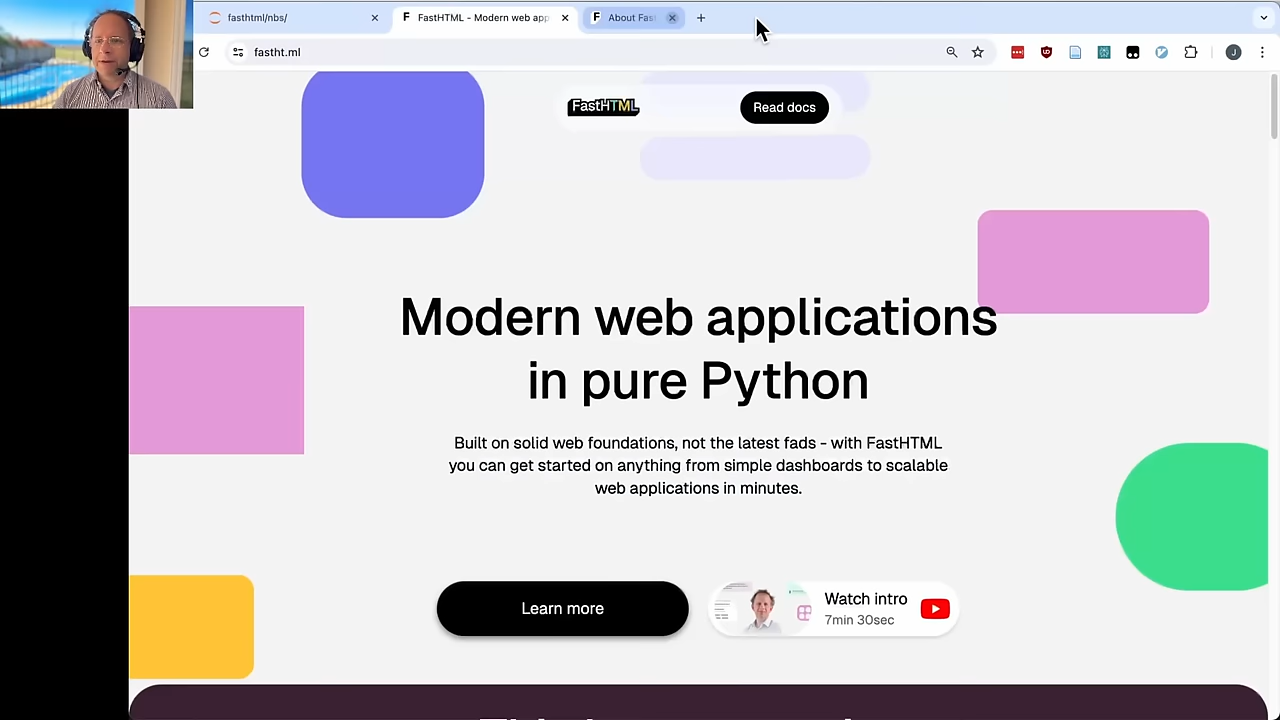 fasthtml/nbs/
FastHTML - Modern web app
About Fas
fastht.ml
J
FastHTML
Read docs
Modern web applications
in pure Python
Built on solid web foundations, not the latest fads - with FastHTML
you can get started on anything from simple dashboards to scalable
web applications in minutes.
Learn more
Watch intro
7min 30sec